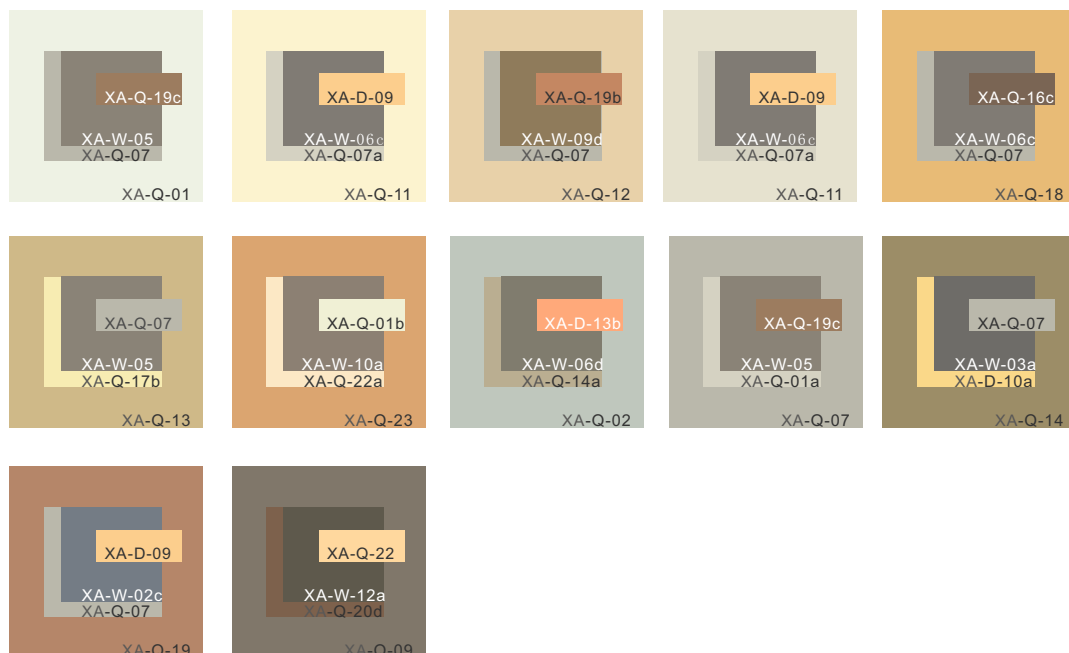 XA-Q-19c
XA-W-05
XA-Q-07
XA-Q-01
XA-D-09
XA-W-06c
XA-Q-07a
XA-Q-11
XA-Q-19b
XA-W-09d
XA-Q-07
XA-Q-12
XA-D-09
XA-W-06c
XA-Q-07a
XA-Q-11
XA-Q-16c
XA-W-06c
XA-Q-07
XA-Q-18
XA-Q-07
XA-W-05
XA-Q-17b
XA-Q-13
XA-Q-01b
XA-W-10a
XA-Q-22a
XA-Q-23
XA-D-13b
XA-W-06d
XA-Q-14a
XA-Q-02
XA-Q-19c
XA-W-05
XA-Q-01a
XA-Q-07
XA-Q-07
XA-W-03a
XA-D-10a
XA-Q-14
XA-D-09
XA-W-02c
XA-Q-07
XA-Q-19
XA-Q-22
XA-W-12a
XA-Q-20d
XA-Q-09